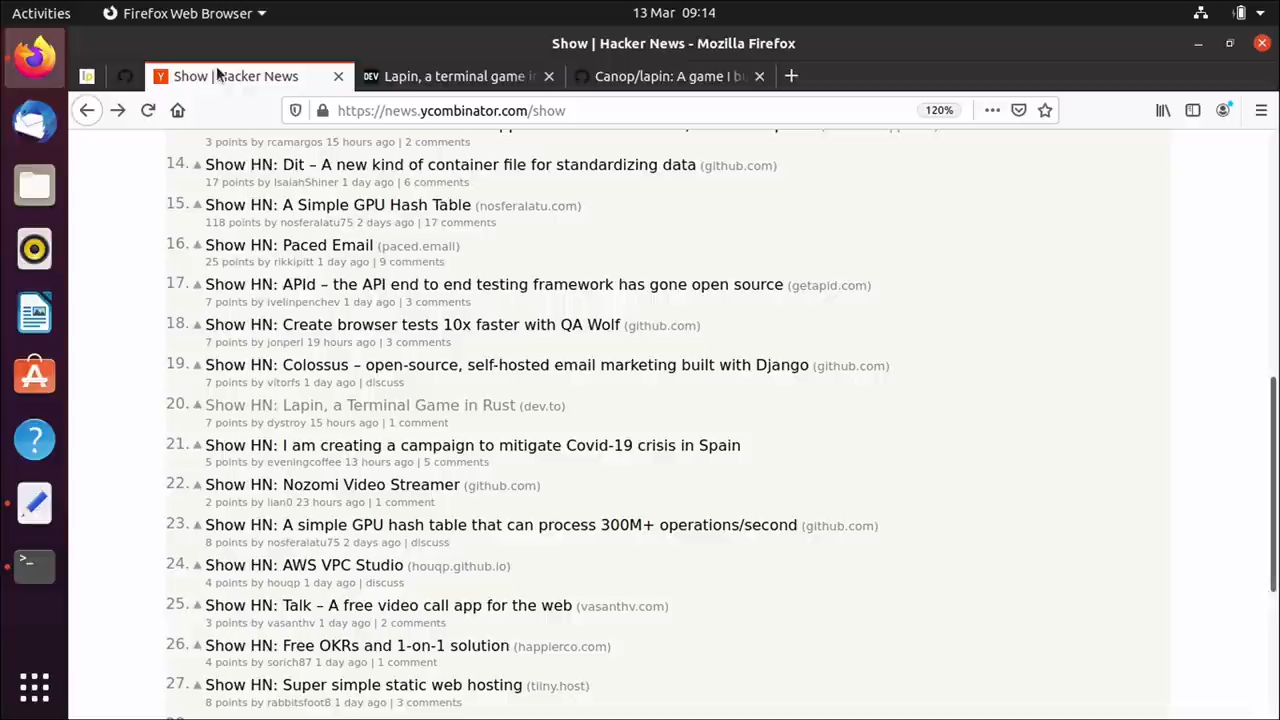 Activities Firefox Web Browser 13 Mar 09:14
Show | Hacker News - Mozilla Firefox
lp Y Show | Hacker News DEV Lapin, a terminal game in Canop/lapin: A game I bu
https://news.ycombinator.com/show 120%
3 points by rcamargos 15 hours ago | 2 comments
14. Show HN: Dit – A new kind of container file for standardizing data (github.com)
17 points by IsaiahShiner 1 day ago | 6 comments
15. Show HN: A Simple GPU Hash Table (nosferalatu.com)
118 points by nosferalatu75 2 days ago | 17 comments
16. Show HN: Paced Email (paced.email)
25 points by rikkipitt 1 day ago | 9 comments
17. Show HN: APId – the API end to end testing framework has gone open source (getapid.com)
7 points by ivelinpenchev 1 day ago | 3 comments
18. Show HN: Create browser tests 10x faster with QA Wolf (github.com)
7 points by jonperl 19 hours ago | 3 comments
19. Show HN: Colossus – open-source, self-hosted email marketing built with Django (github.com)
7 points by vitorfs 1 day ago | discuss
20. Show HN: Lapin, a Terminal Game in Rust (dev.to)
7 points by dystroy 15 hours ago | 1 comment
21. Show HN: I am creating a campaign to mitigate Covid-19 crisis in Spain
5 points by eveningcoffee 13 hours ago | 5 comments
22. Show HN: Nozomi Video Streamer (github.com)
2 points by lian0 23 hours ago | 1 comment
23. Show HN: A simple GPU hash table that can process 300M+ operations/second (github.com)
8 points by nosferalatu75 2 days ago | discuss
24. Show HN: AWS VPC Studio (houqp.github.io)
4 points by houqp 1 day ago | discuss
25. Show HN: Talk – A free video call app for the web (vasanthv.com)
3 points by vasanthv 1 day ago | 2 comments
26. Show HN: Free OKRs and 1-on-1 solution (happierco.com)
4 points by sorich87 1 day ago | 1 comment
27. Show HN: Super simple static web hosting (tiiny.host)
8 points by rabbitsfoot8 1 day ago | 3 comments